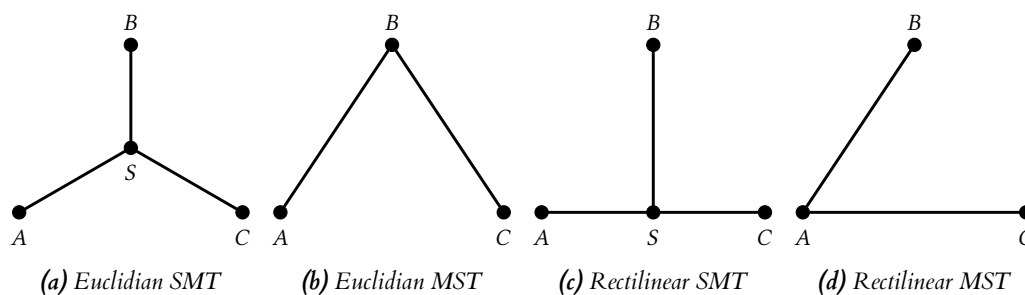 B
S
A
C
(a) Euclidian SMT
B
A
C
(b) Euclidian MST
B
A
S
C
(c) Rectilinear SMT
B
A
C
(d) Rectilinear MST